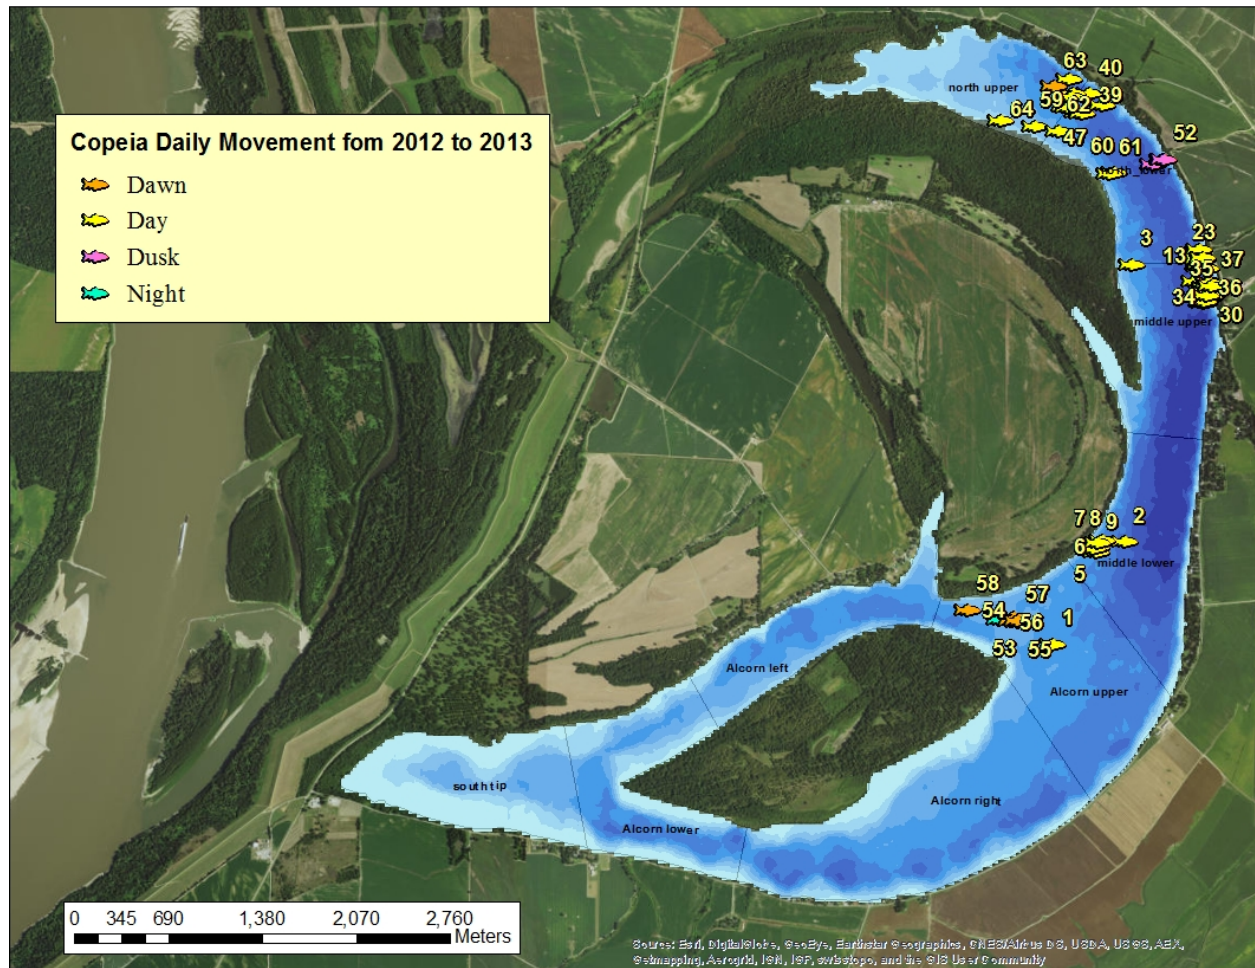 Copeia Daily Movement fom 2012 to 2013
Dawn
Day
Dusk
Night
63 40
north upper
59 62 39
64
47
60 61 52
3
23
13 37
35
36
34
30
middle upper
7 8 9 2
6
middle lower
5
58
57
54
56 1
53 55
Alcorn left
Alcorn upper
south tip
Alcorn right
Alcorn lower
0 345 690 1,380 2,070 2,760
Meters
Source: Esri, DigitalGlobe, GeoEye, Earthstar Geographics, CNES/Airbus DS, USDA, USGS, AEX,
Getmapping, Aerogrid, IGN, IGP, swisstopo, and the GIS User Community